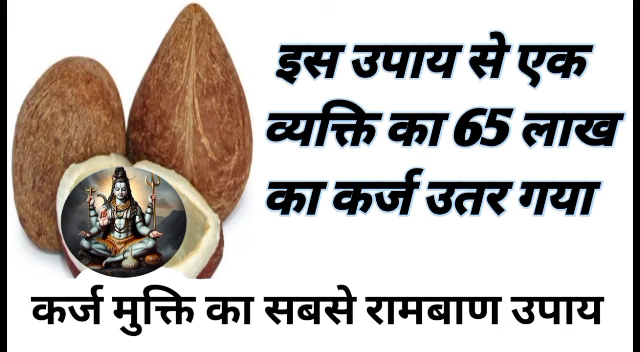 इस उपाय से एक
व्यक्ति का 65 लाख
का कर्ज उतर गया
कर्ज मुक्ति का सबसे रामबाण उपाय